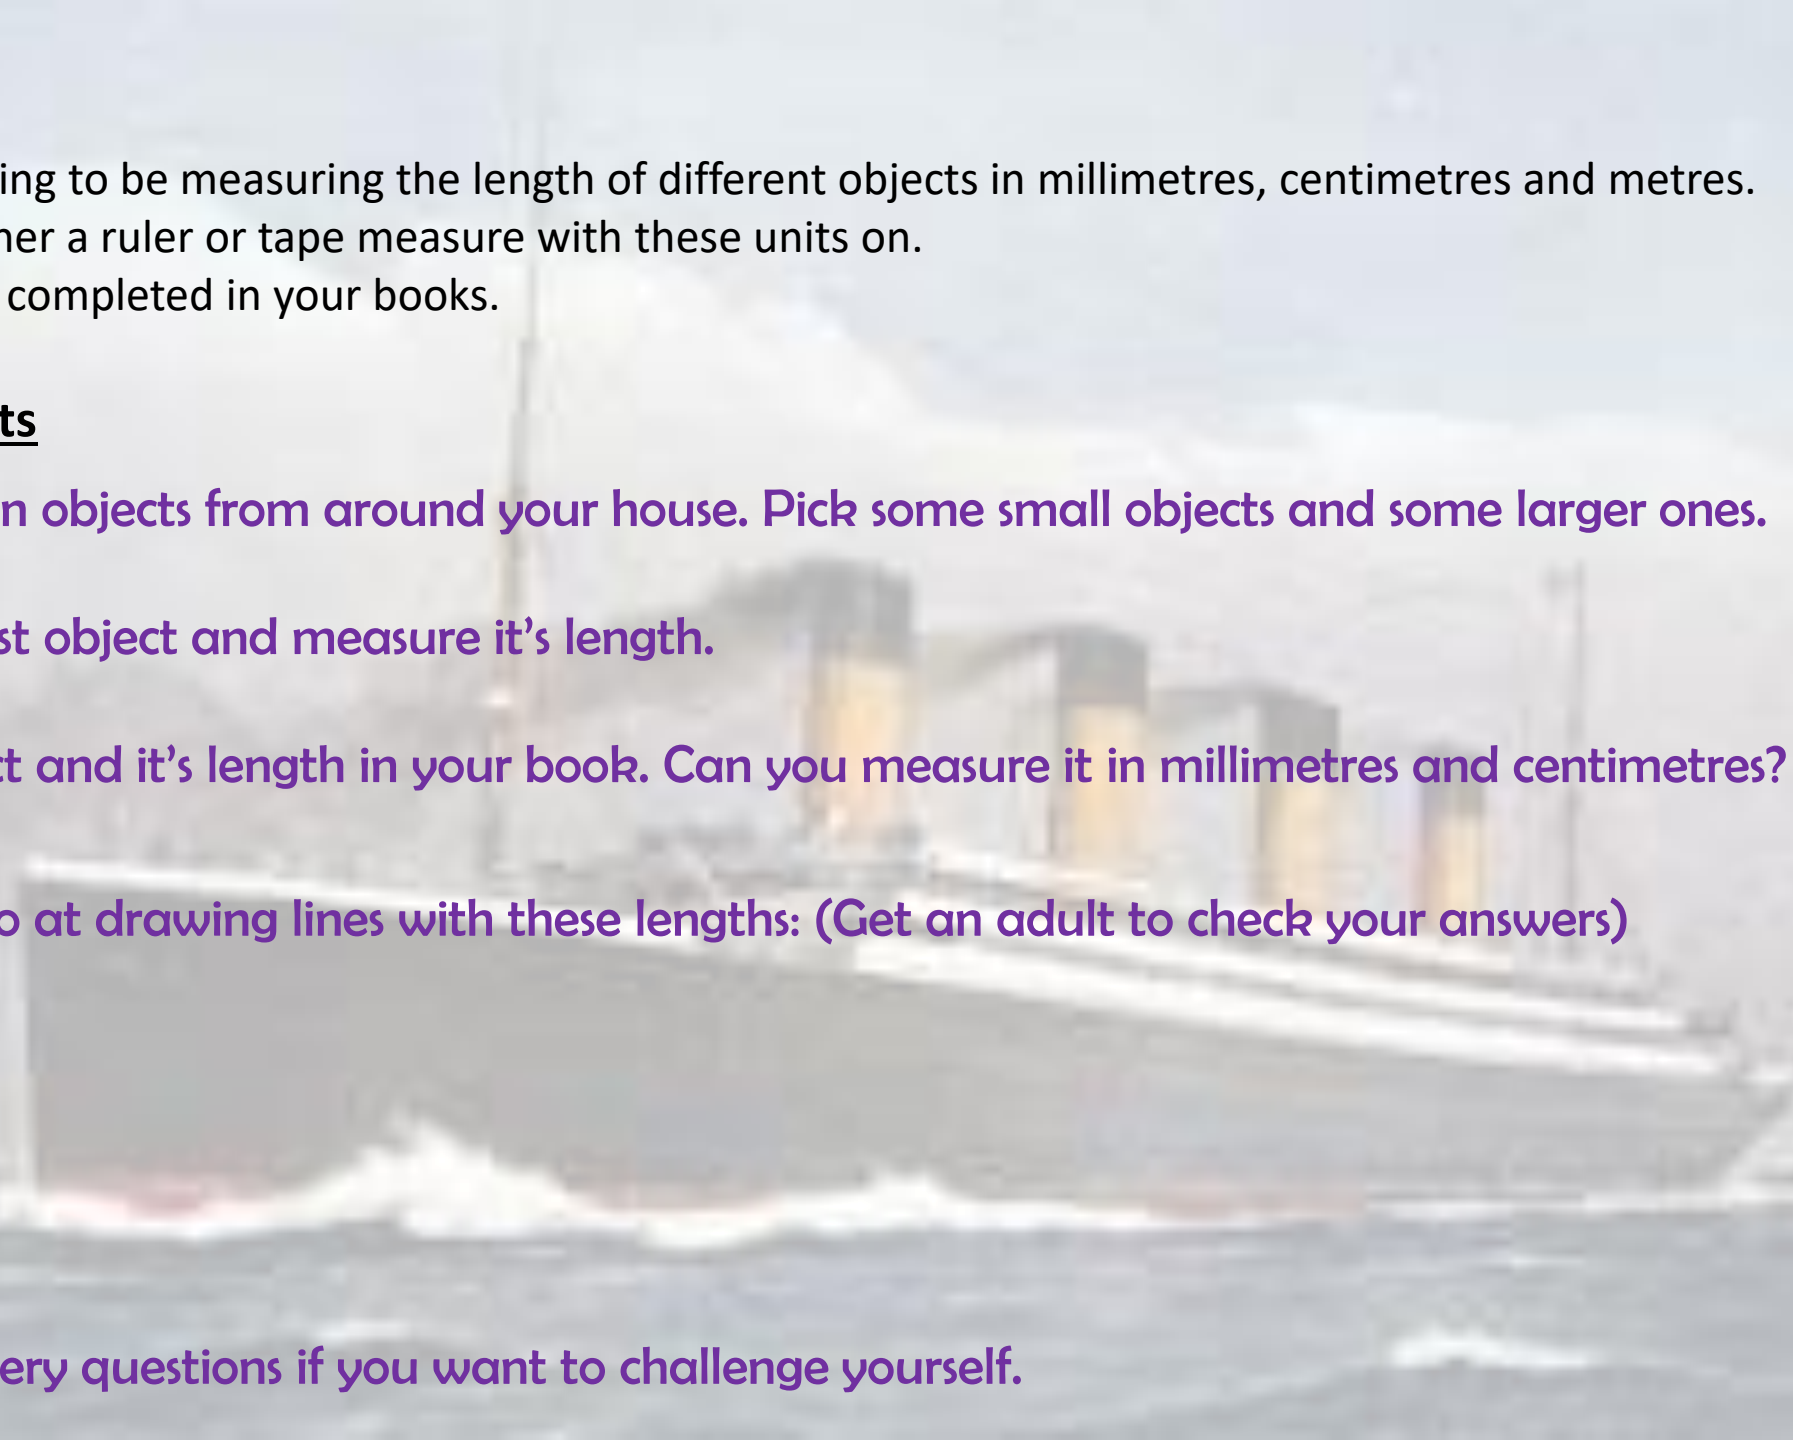 ing to be measuring the length of different objects in millimetres, centimetres and metres.
her a ruler or tape measure with these units on.
completed in your books.
ts
n objects from around your house. Pick some small objects and some larger ones.
st object and measure it's length.
ct and it's length in your book. Can you measure it in millimetres and centimetres?
o at drawing lines with these lengths: (Get an adult to check your answers)
ery questions if you want to challenge yourself.